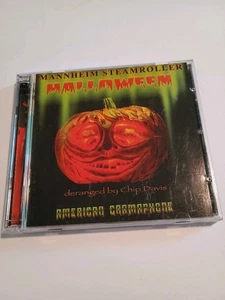 MANNHEIM STEAMROLLER
HALLOWEEN
deranged by Chip Davis
AMERICAN GRAMAPHONE